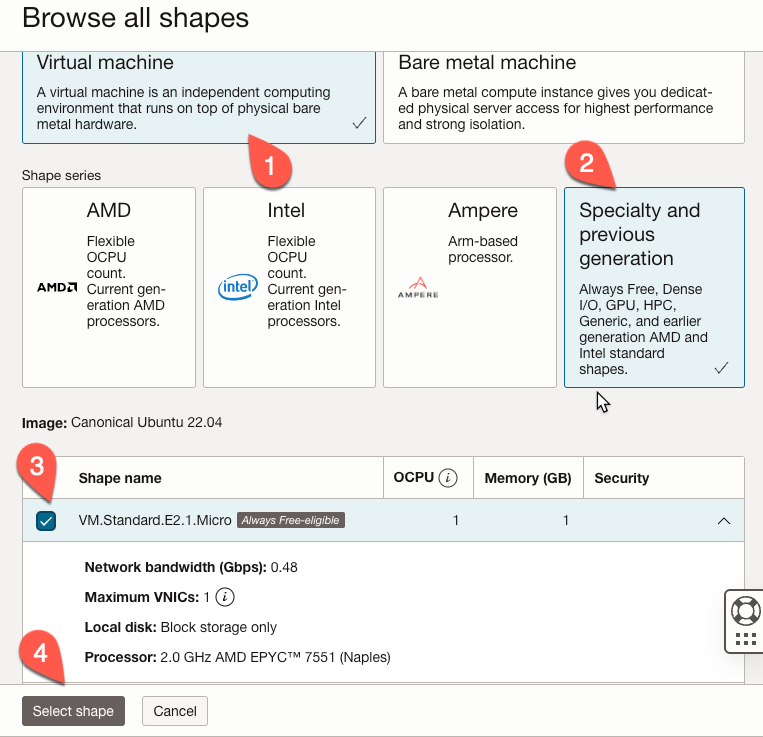 Browse all shapes
Virtual machine
A virtual machine is an independent computing
environment that runs on top of physical bare
metal hardware.
Bare metal machine
A bare metal compute instance gives you dedicat-
ed physical server access for highest performance
and strong isolation.
1
2
Shape series
AMD
Flexible
OCPU
count.
Current gen-
eration AMD
processors.
AMD
Intel
Flexible
OCPU
count.
Current gen-
eration Intel
processors.
intel
Ampere
Arm-based
processor.
AMPERE
Specialty and
previous
generation
Always Free, Dense
I/O, GPU, HPC,
Generic, and earlier
generation AMD and
Intel standard
shapes.
Image: Canonical Ubuntu 22.04
3
Shape name OCPU i Memory (GB) Security
VM.Standard.E2.1.Micro Always Free-eligible 1 1
Network bandwidth (Gbps): 0.48
Maximum VNICs: 1 i
Local disk: Block storage only
Processor: 2.0 GHz AMD EPYC™ 7551 (Naples)
4
Select shape Cancel